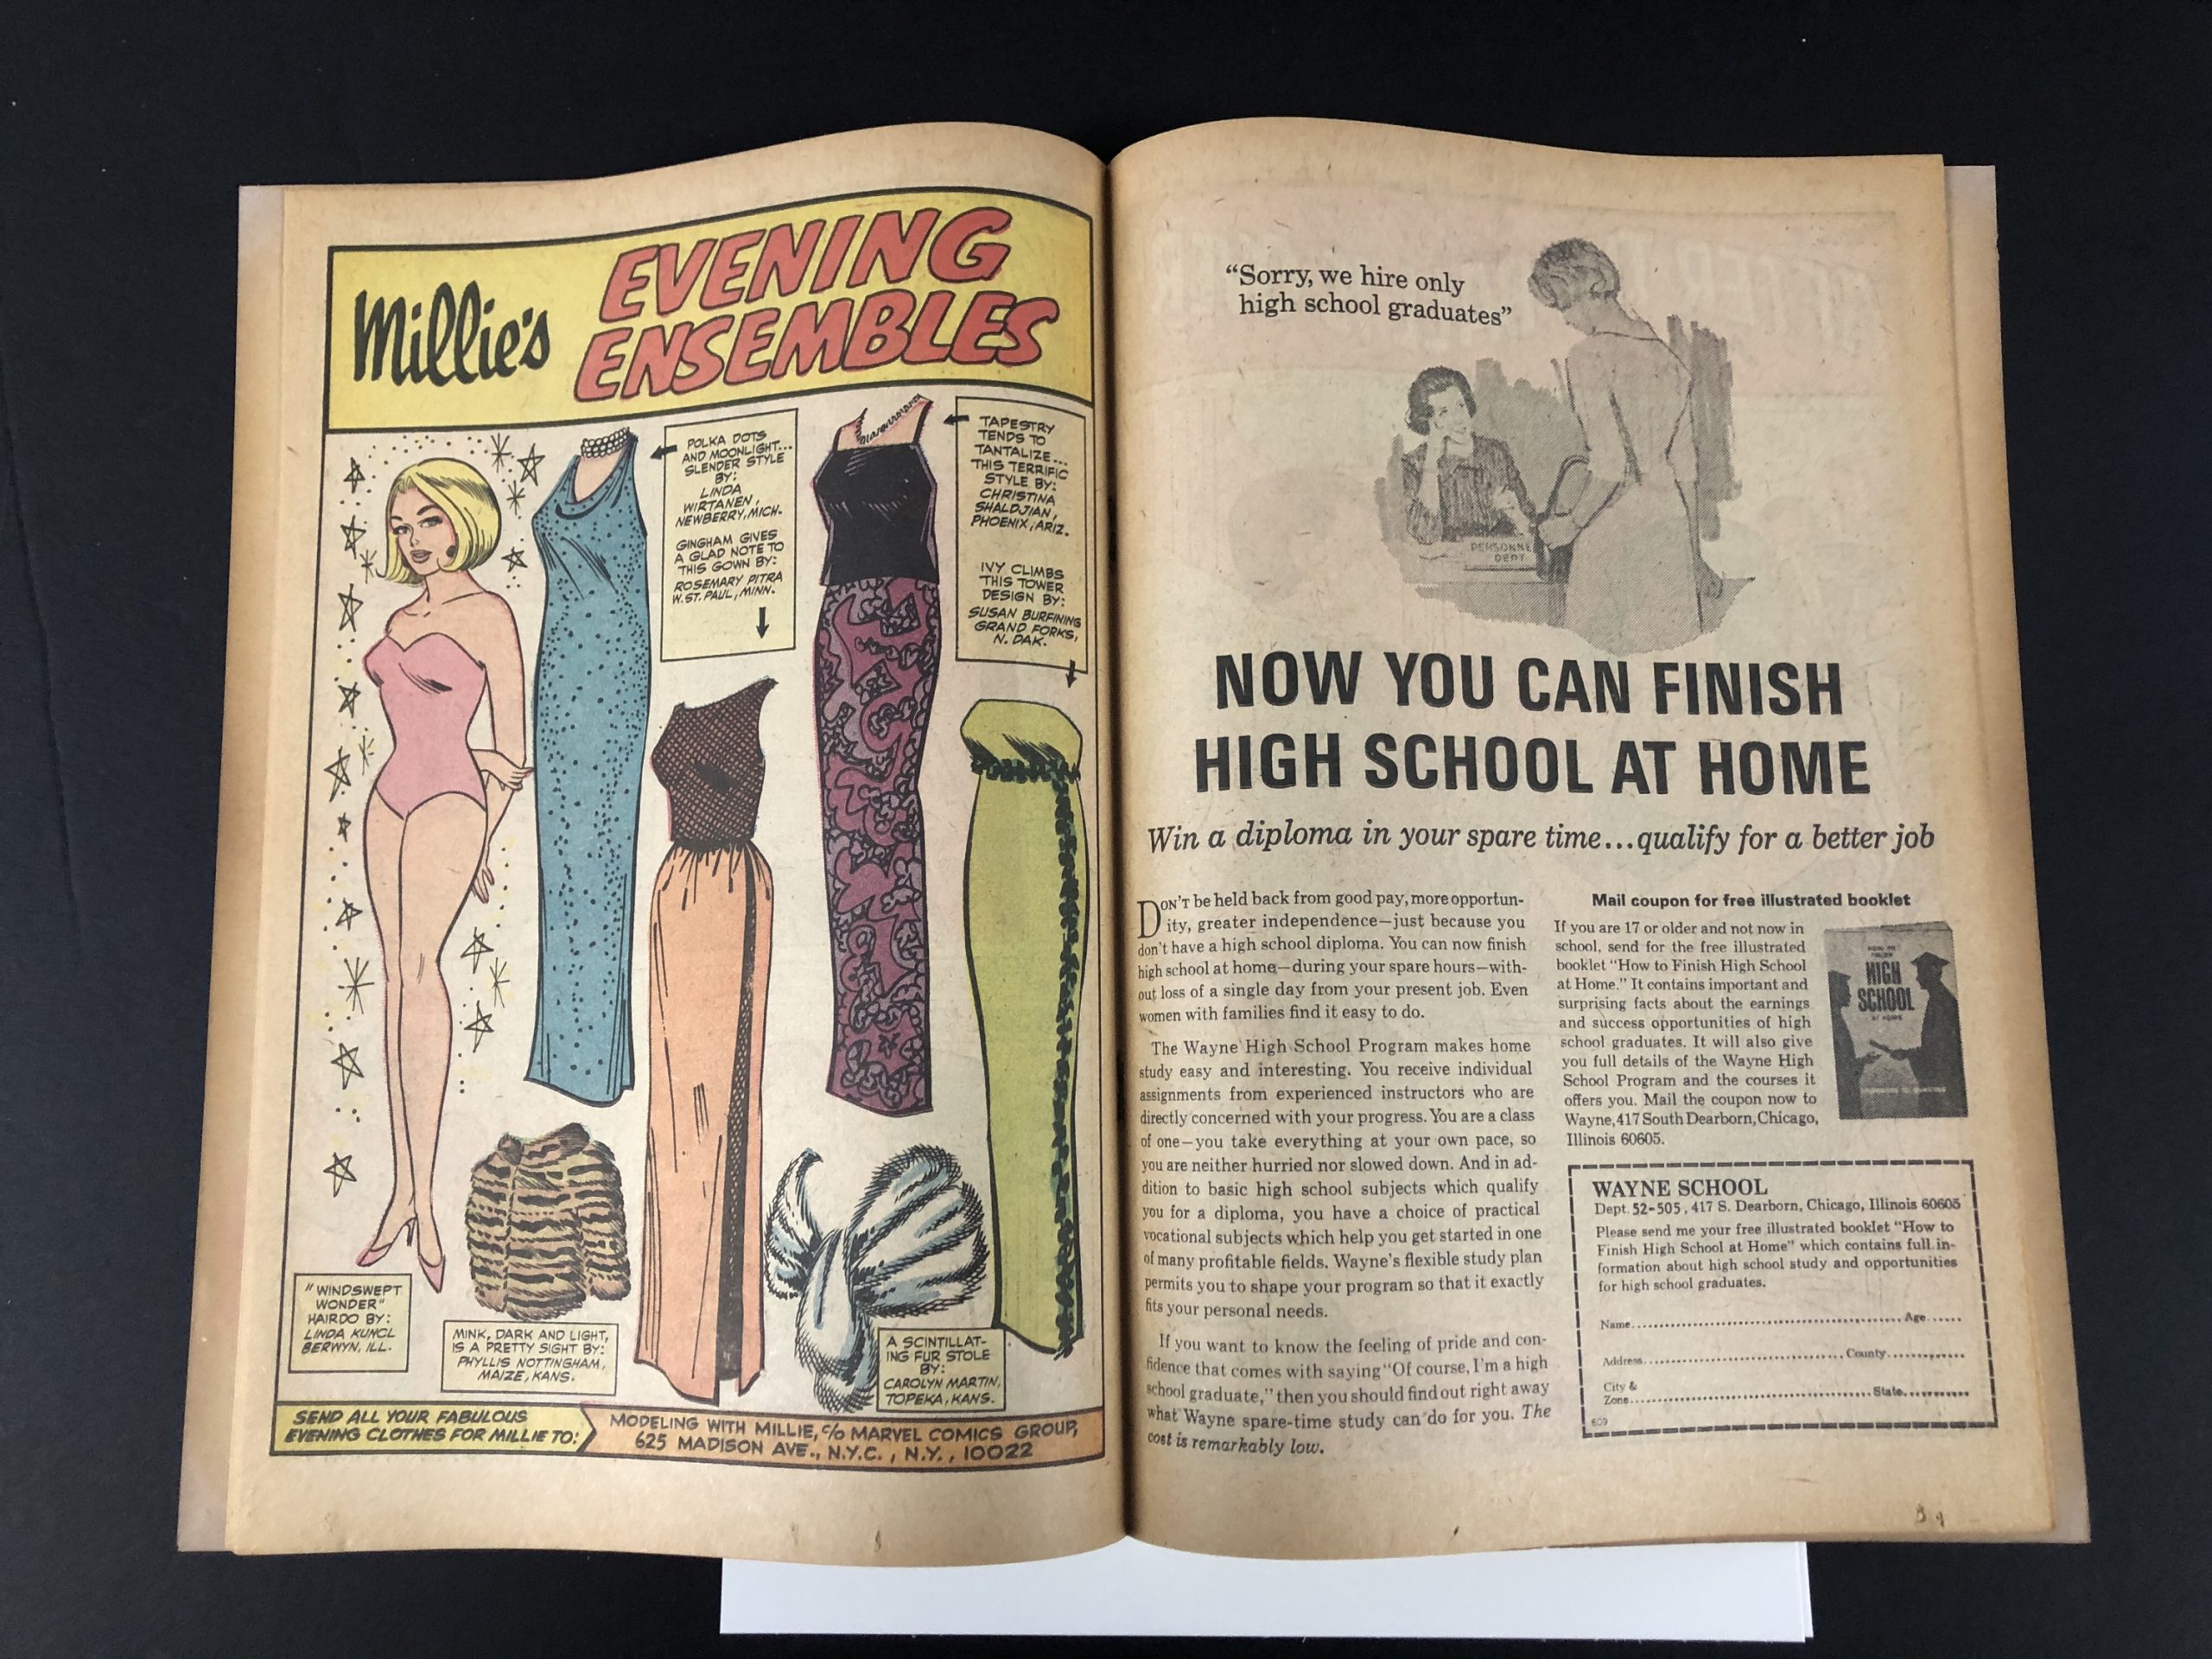 Millie's
EVENING
ENSEMBLES
POLKA DOTS
AND MOONLIGHT...
SLENDER STYLE
BY:
LINDA
WIRTANEN,
NEWBERRY, MICH.
GINGHAM GIVES
A GLAD NOTE TO
THIS GOWN BY:
ROSEMARY PITRA
W. ST. PAUL, MINN.
TAPESTRY
TENDS TO
TANTALIZE...
THIS TERRIFIC
STYLE BY:
CHRISTINA
SHALDJIAN,
PHOENIX, ARIZ.
IVY CLIMBS
THIS TOWER
DESIGN BY:
SUSAN BURFINING
GRAND FORKS,
N. DAK.
"WINDSWEPT
WONDER"
HAIRDO BY:
LINDA KUNCL
BERWYN, ILL.
MINK, DARK AND LIGHT,
IS A PRETTY SIGHT BY:
PHYLLIS NOTTINGHAM,
MAIZE, KANS.
A SCINTILLAT-
ING FUR STOLE
BY:
CAROLYN MARTIN,
TOPEKA, KANS.
SEND ALL YOUR FABULOUS
EVENING CLOTHES FOR MILLIE TO:
MODELING WITH MILLIE, c/o MARVEL COMICS GROUP,
625 MADISON AVE., N.Y.C., N.Y., 10022
"Sorry, we hire only
high school graduates"
PERSONNE
DEPT
NOW YOU CAN FINISH
HIGH SCHOOL AT HOME
Win a diploma in your spare time...qualify for a better job
DON'T be held back from good pay, more opportun-
ity, greater independence—just because you
don't have a high school diploma. You can now finish
high school at home—during your spare hours—with-
out loss of a single day from your present job. Even
women with families find it easy to do.
The Wayne High School Program makes home
study easy and interesting. You receive individual
assignments from experienced instructors who are
directly concerned with your progress. You are a class
of one—you take everything at your own pace, so
you are neither hurried nor slowed down. And in ad-
dition to basic high school subjects which qualify
you for a diploma, you have a choice of practical
vocational subjects which help you get started in one
of many profitable fields. Wayne's flexible study plan
permits you to shape your program so that it exactly
fits your personal needs.
If you want to know the feeling of pride and con-
fidence that comes with saying "Of course, I'm a high
school graduate," then you should find out right away
what Wayne spare-time study can do for you. The
cost is remarkably low.
Mail coupon for free illustrated booklet
If you are 17 or older and not now in
school, send for the free illustrated
booklet "How to Finish High School
at Home." It contains important and
surprising facts about the earnings
and success opportunities of high
school graduates. It will also give
you full details of the Wayne High
School Program and the courses it
offers you. Mail the coupon now to
Wayne, 417 South Dearborn, Chicago,
Illinois 60605.
HOW TO
FINISH
HIGH
SCHOOL
AT HOME
WAYNE SCHOOL
Dept. 52-505, 417 S. Dearborn, Chicago, Illinois 60605
Please send me your free illustrated booklet "How to
Finish High School at Home" which contains full in-
formation about high school study and opportunities
for high school graduates.
Name.......... Age......
Address.......... County..........
City &
Zone.......... State..........